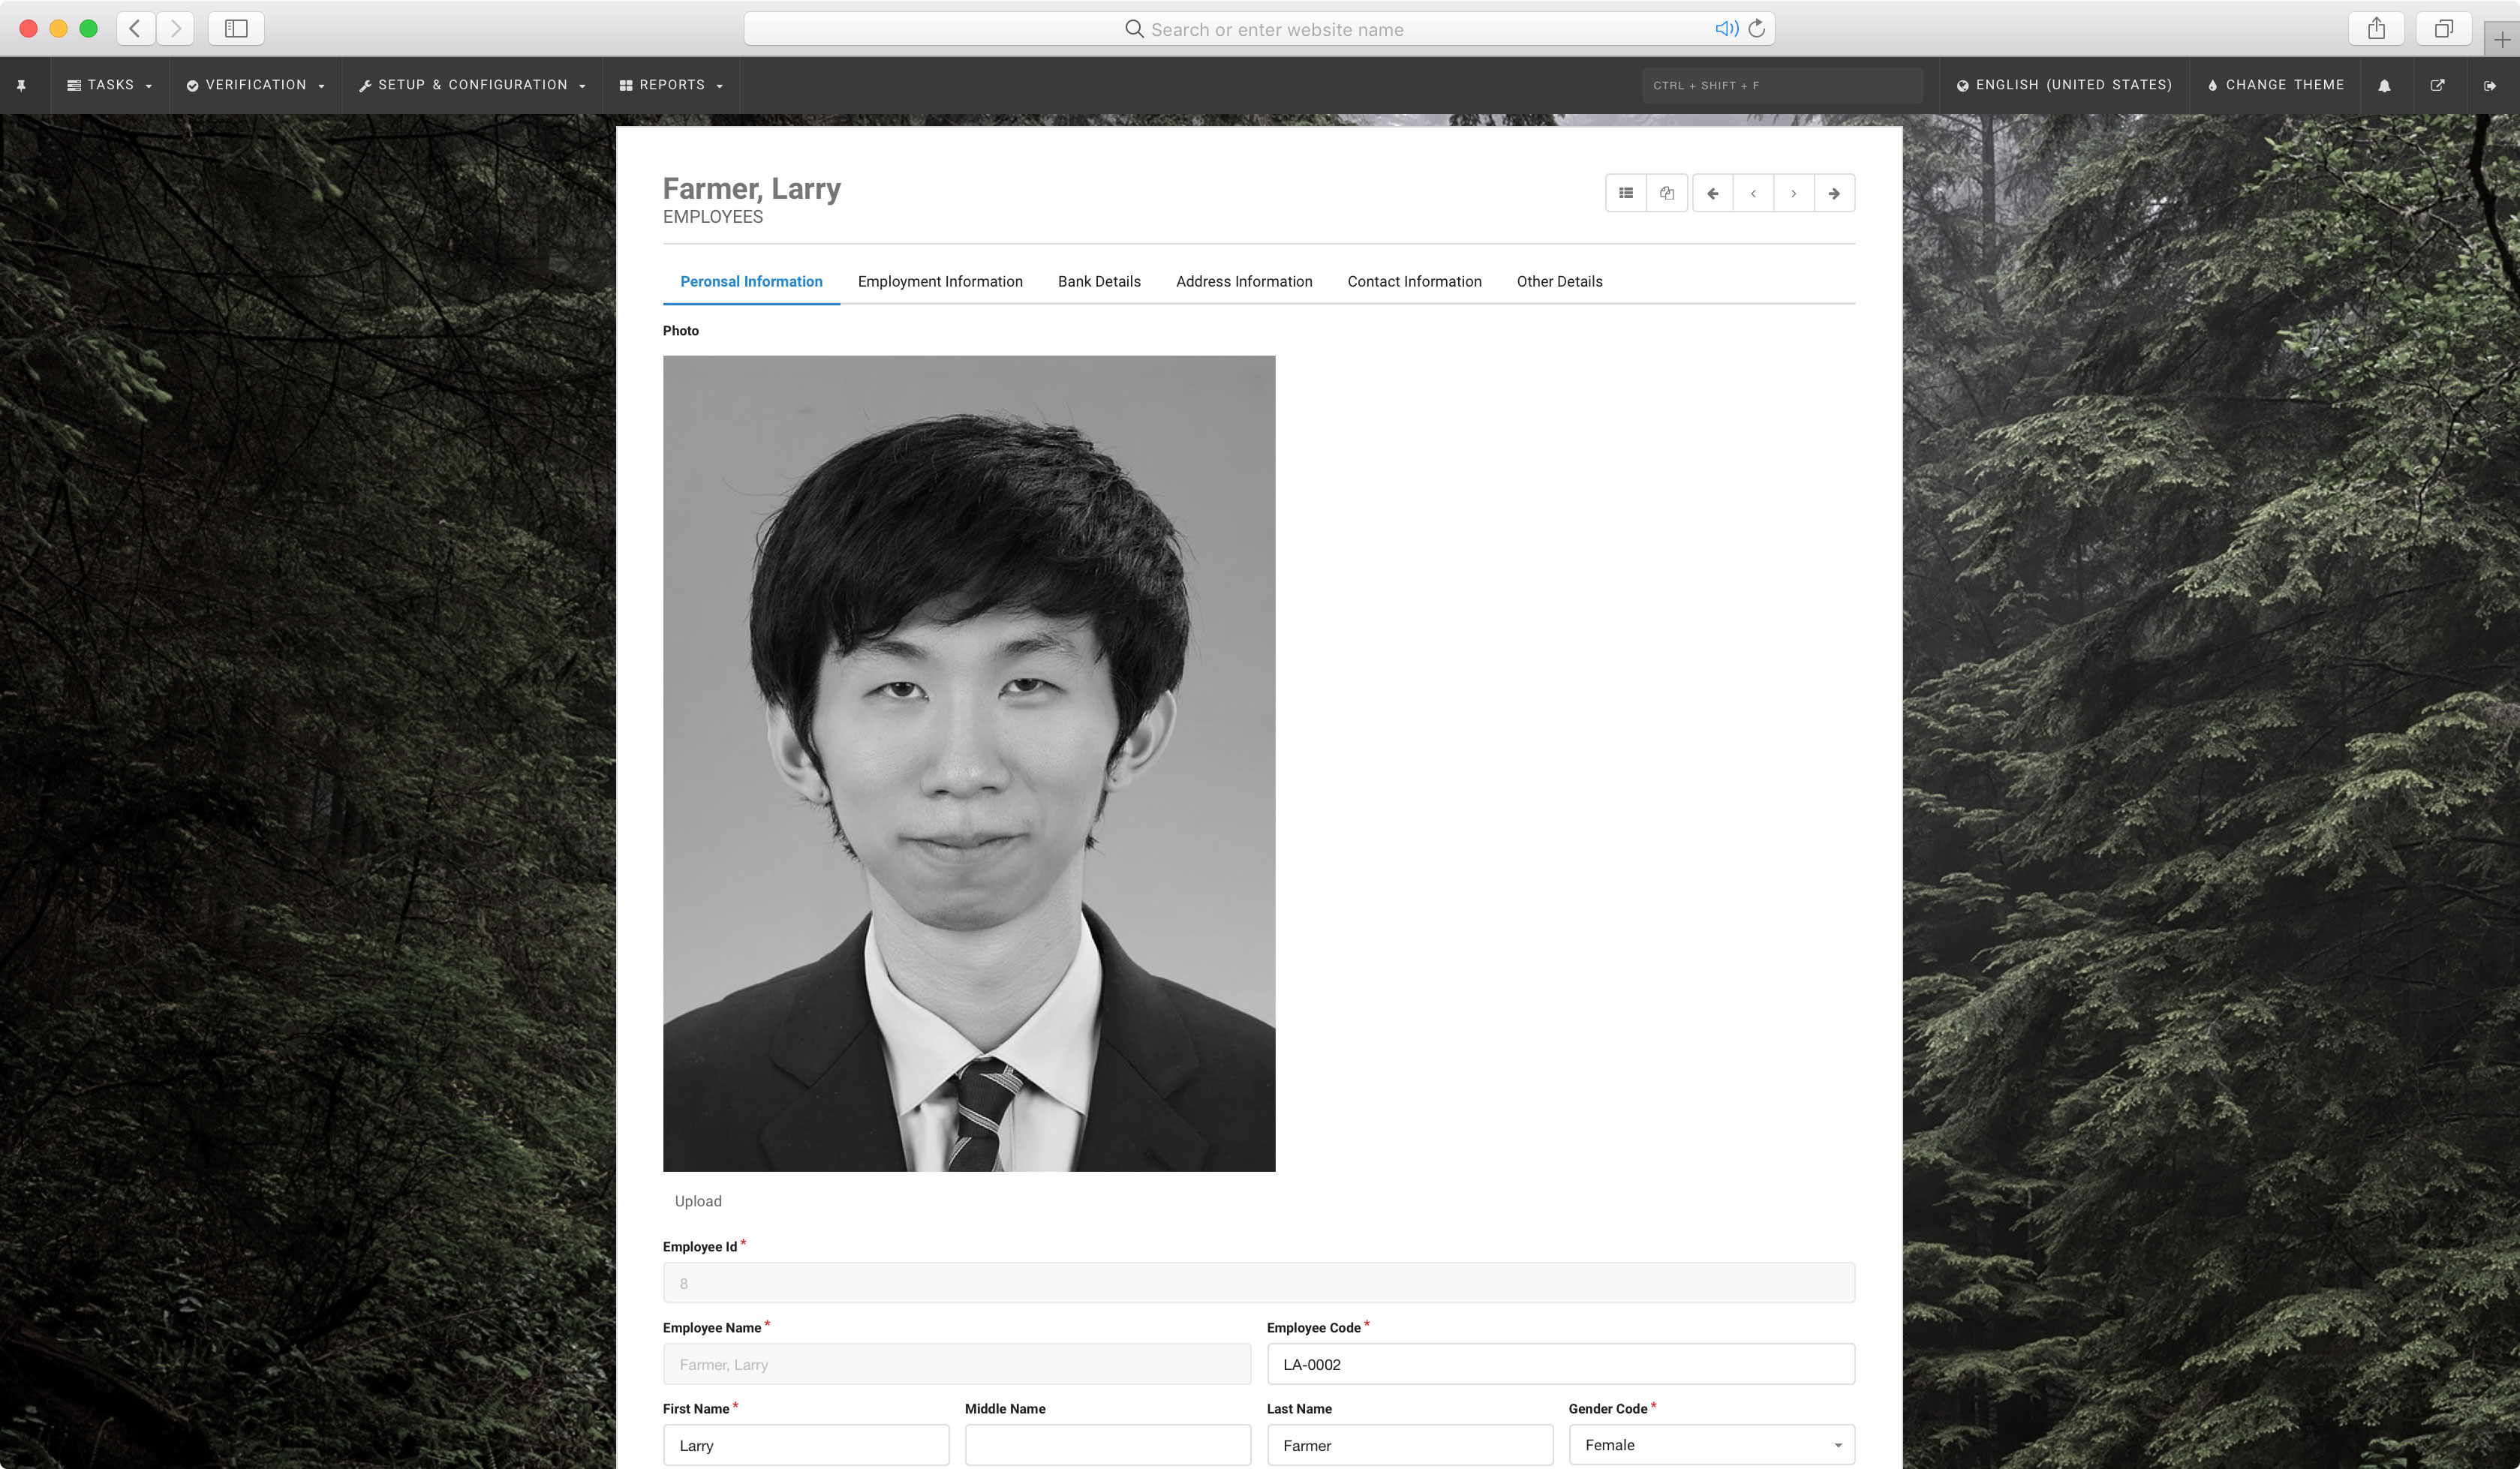 Search or enter website name
TASKS VERIFICATION SETUP & CONFIGURATION REPORTS CTRL + SHIFT + F ENGLISH (UNITED STATES) CHANGE THEME
Farmer, Larry
EMPLOYEES
Peronsal Information Employment Information Bank Details Address Information Contact Information Other Details
Photo
Upload
Employee Id *
8
Employee Name * Employee Code *
Farmer, Larry LA-0002
First Name * Middle Name Last Name Gender Code *
Larry Farmer Female